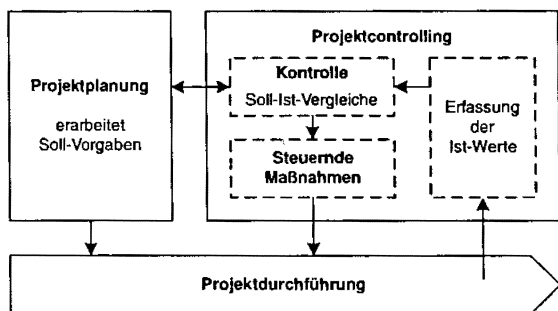 Projektcontrolling
Projektplanung
erarbeitet
Soll-Vorgaben
Kontrolle
Soll-Ist-Vergleiche
Steuernde
Maßnahmen
Erfassung
der
Ist-Werte
Projektdurchführung